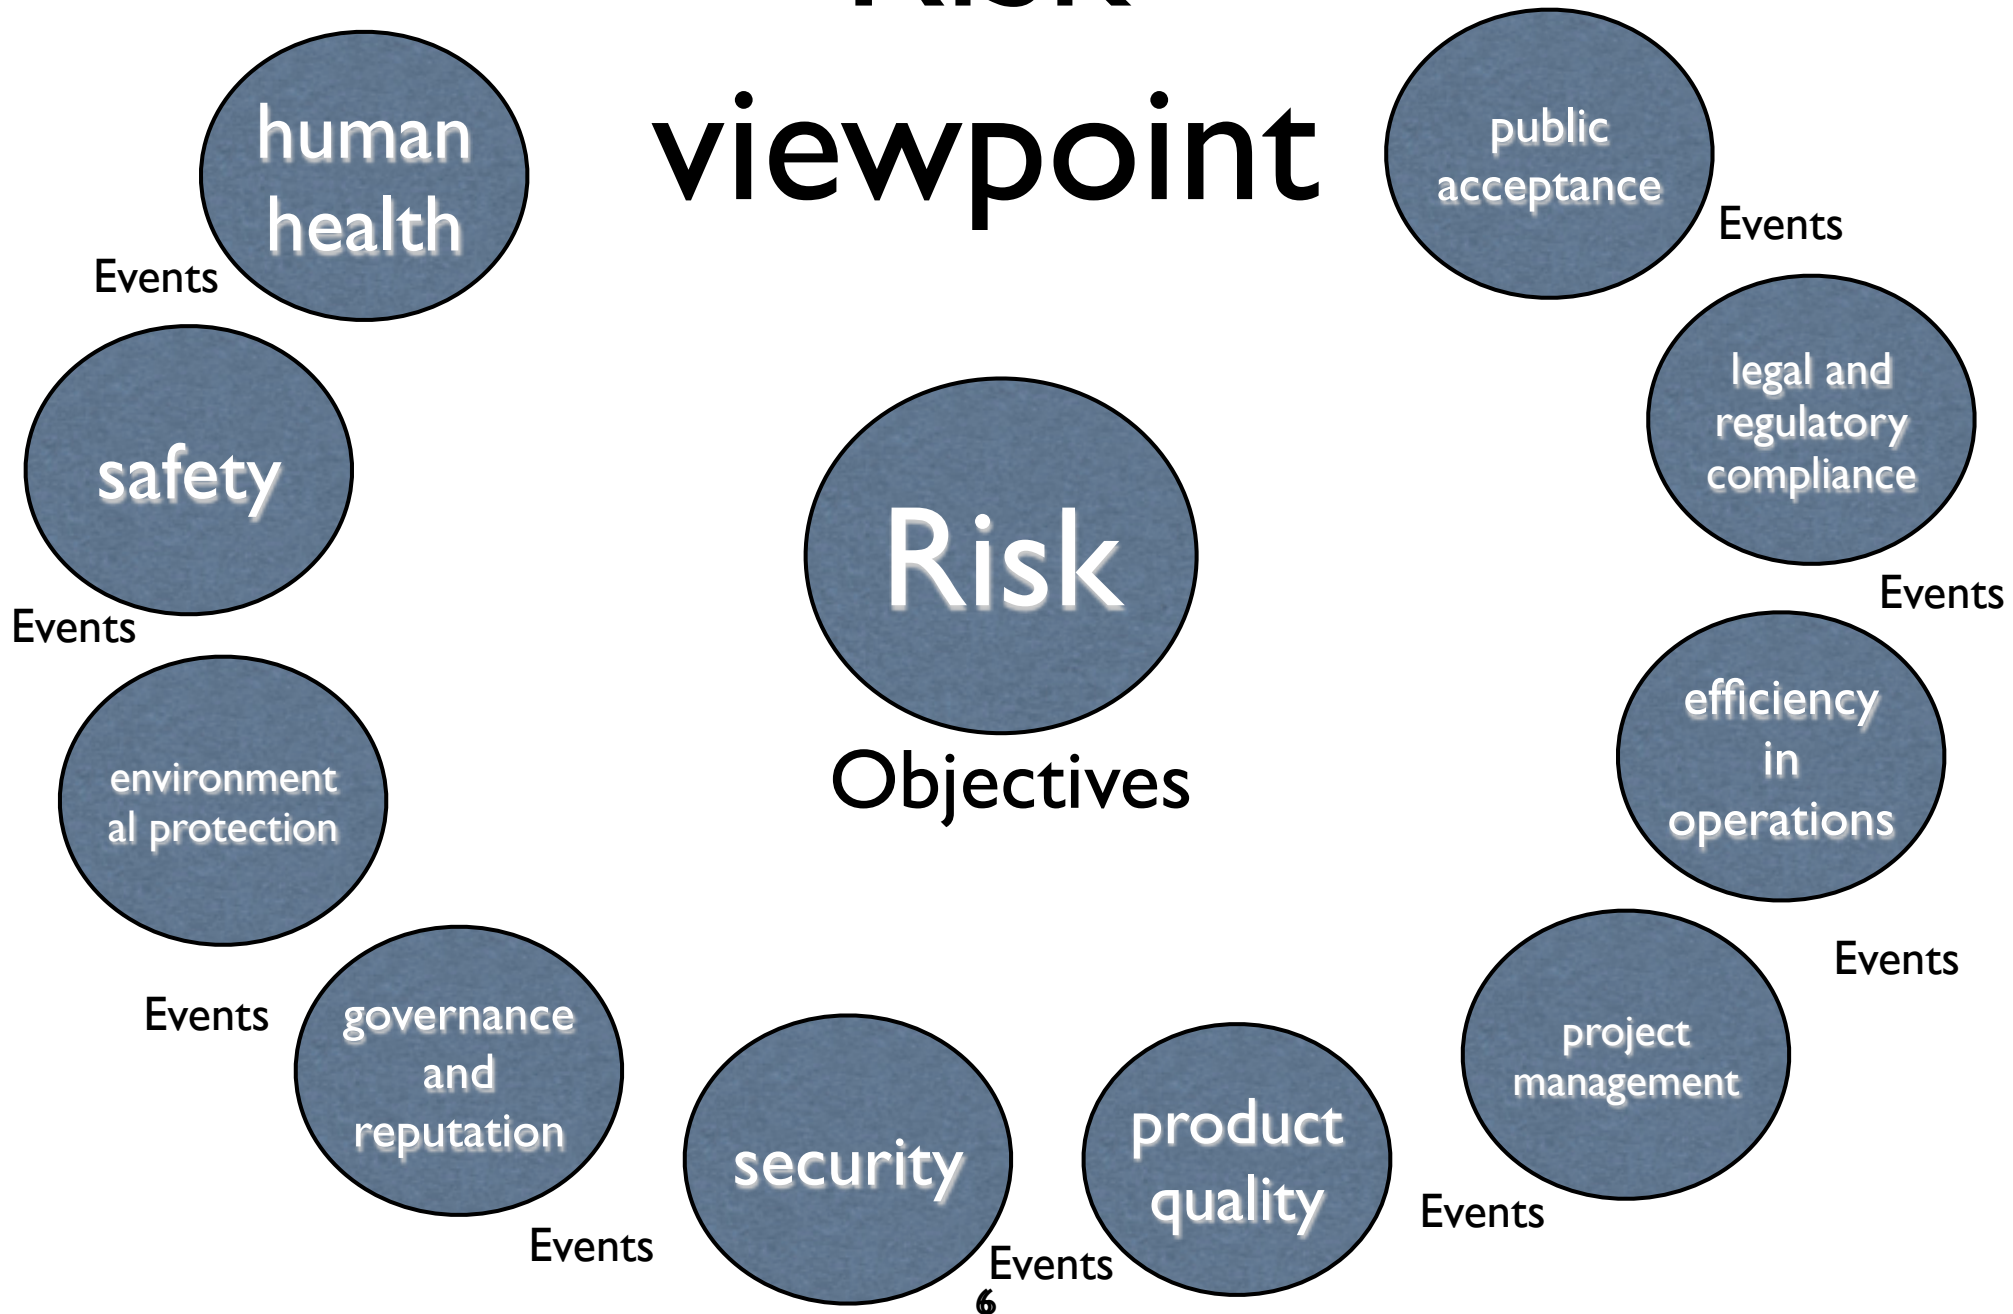 Risk
viewpoint
human
health
public
acceptance
Events
Events
legal and
regulatory
compliance
safety
Risk
Events
Events
Objectives
efficiency
in
operations
environment
al protection
Events
Events
governance
and
reputation
project
management
security
product
quality
Events
Events
Events
6